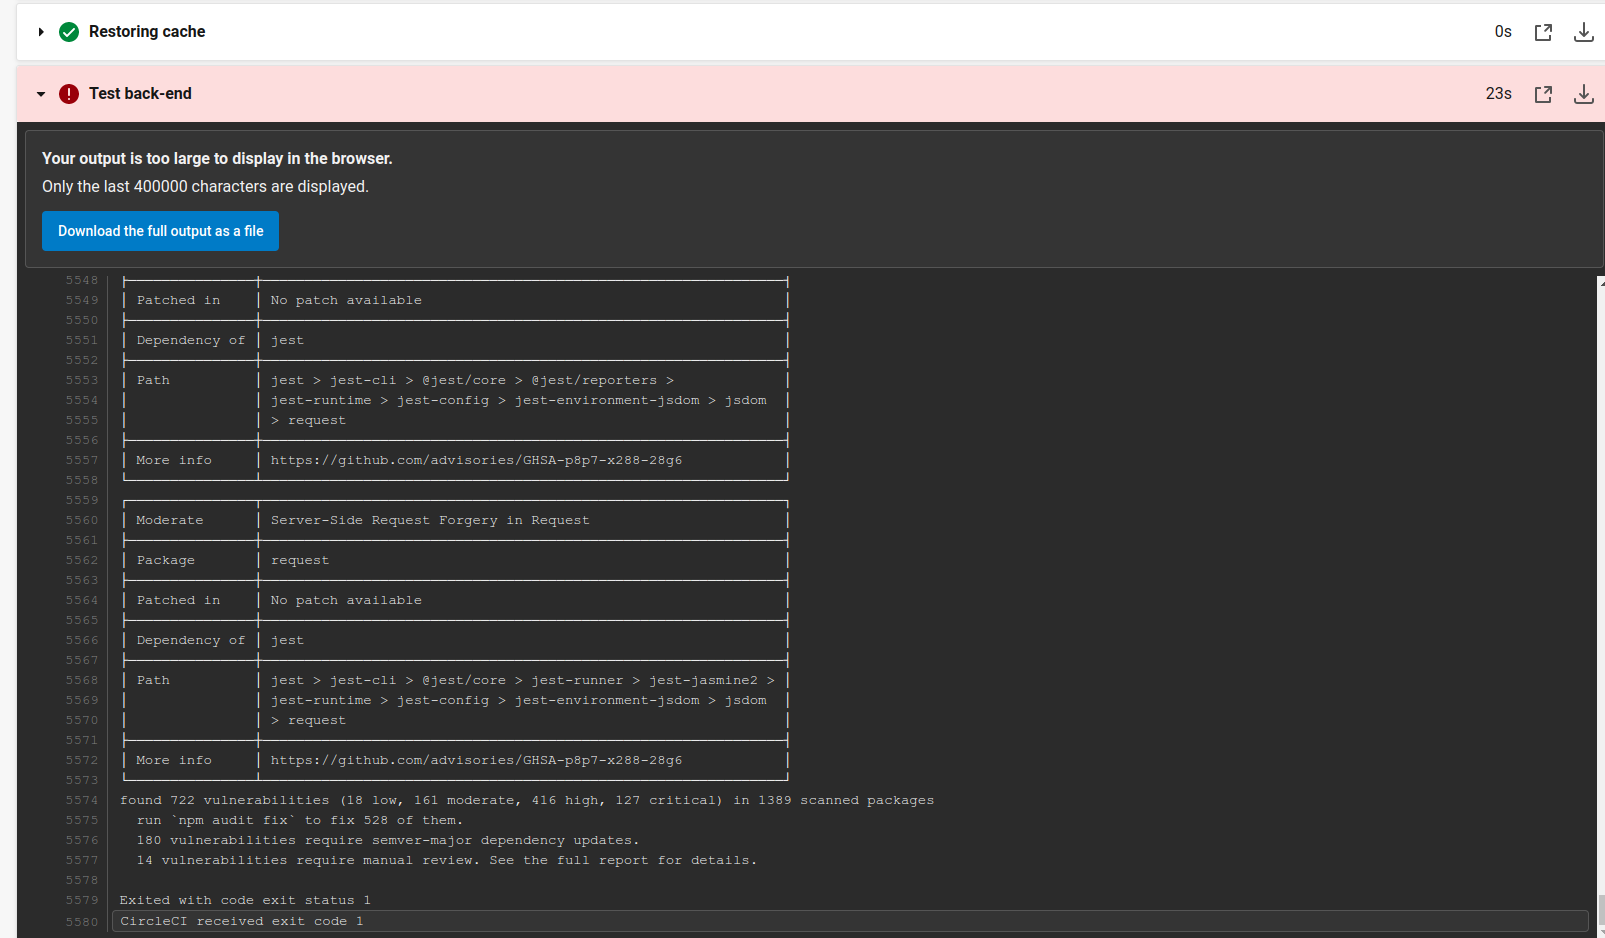 Restoring cache 0s
Test back-end 23s
Your output is too large to display in the browser.
Only the last 400000 characters are displayed.
Download the full output as a file
5548
5549 Patched in No patch available
5550
5551 Dependency of jest
5552
5553 Path jest > jest-cli > @jest/core > @jest/reporters >
5554 jest-runtime > jest-config > jest-environment-jsdom > jsdom
5555 > request
5556
5557 More info https://github.com/advisories/GHSA-p8p7-x288-28g6
5558
5559
5560 Moderate Server-Side Request Forgery in Request
5561
5562 Package request
5563
5564 Patched in No patch available
5565
5566 Dependency of jest
5567
5568 Path jest > jest-cli > @jest/core > jest-runner > jest-jasmine2 >
5569 jest-runtime > jest-config > jest-environment-jsdom > jsdom
5570 > request
5571
5572 More info https://github.com/advisories/GHSA-p8p7-x288-28g6
5573
5574 found 722 vulnerabilities (18 low, 161 moderate, 416 high, 127 critical) in 1389 scanned packages
5575 run `npm audit fix` to fix 528 of them.
5576 180 vulnerabilities require semver-major dependency updates.
5577 14 vulnerabilities require manual review. See the full report for details.
5578
5579 Exited with code exit status 1
5580 CircleCI received exit code 1